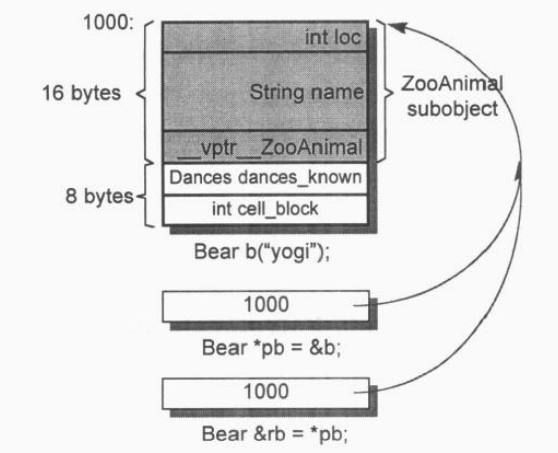 1000:
int loc
16 bytes
String name
ZooAnimal
subobject
__vptr__ZooAnimal
Dances dances_known
8 bytes
int cell_block
Bear b("yogi");
1000
Bear *pb = &b;
1000
Bear &rb = *pb;